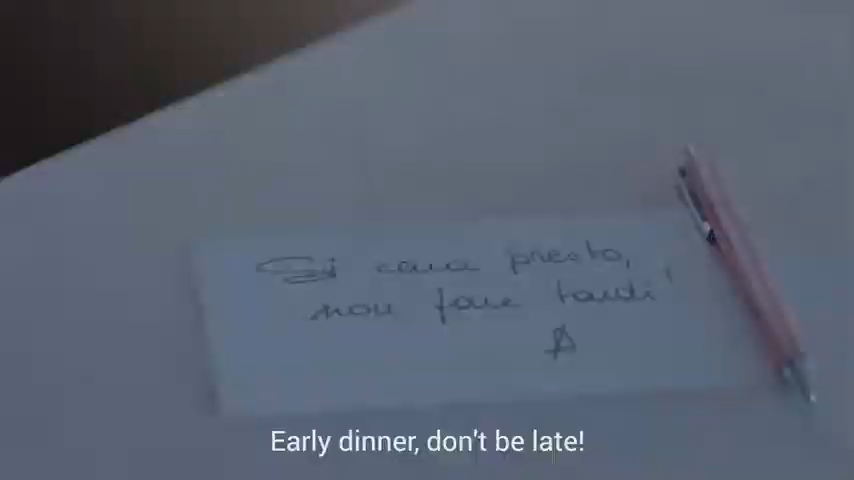 Si cena presto,
non fare tardi!
A
Early dinner, don't be late!